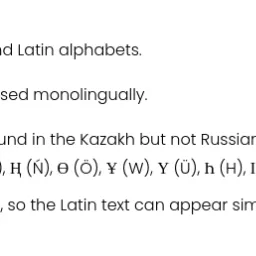 nd Latin alphabets.
sed monolingually.
und in the Kazakh but not Russian
), Ң (Ń), Ө (Ö), Ұ (W), Ү (Ü), һ (H), І
, so the Latin text can appear sim